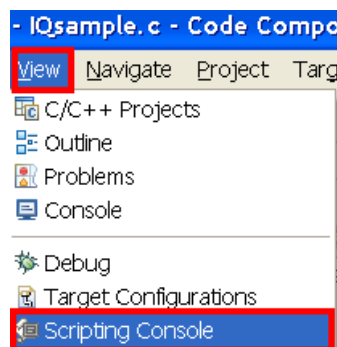 - IQsample.c - Code Compo
View Navigate Project Targ
C/C++ Projects
Outline
Problems
Console
Debug
Target Configurations
Scripting Console